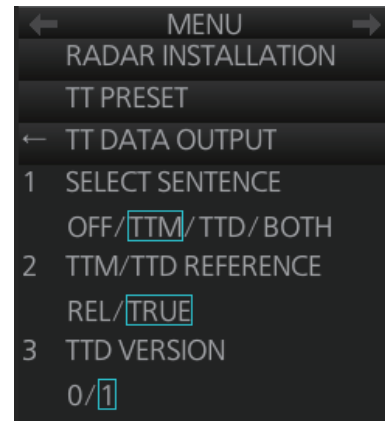 ← MENU →
RADAR INSTALLATION
TT PRESET
← TT DATA OUTPUT
1 SELECT SENTENCE
OFF/TTM/TTD/BOTH
2 TTM/TTD REFERENCE
REL/TRUE
3 TTD VERSION
0/1